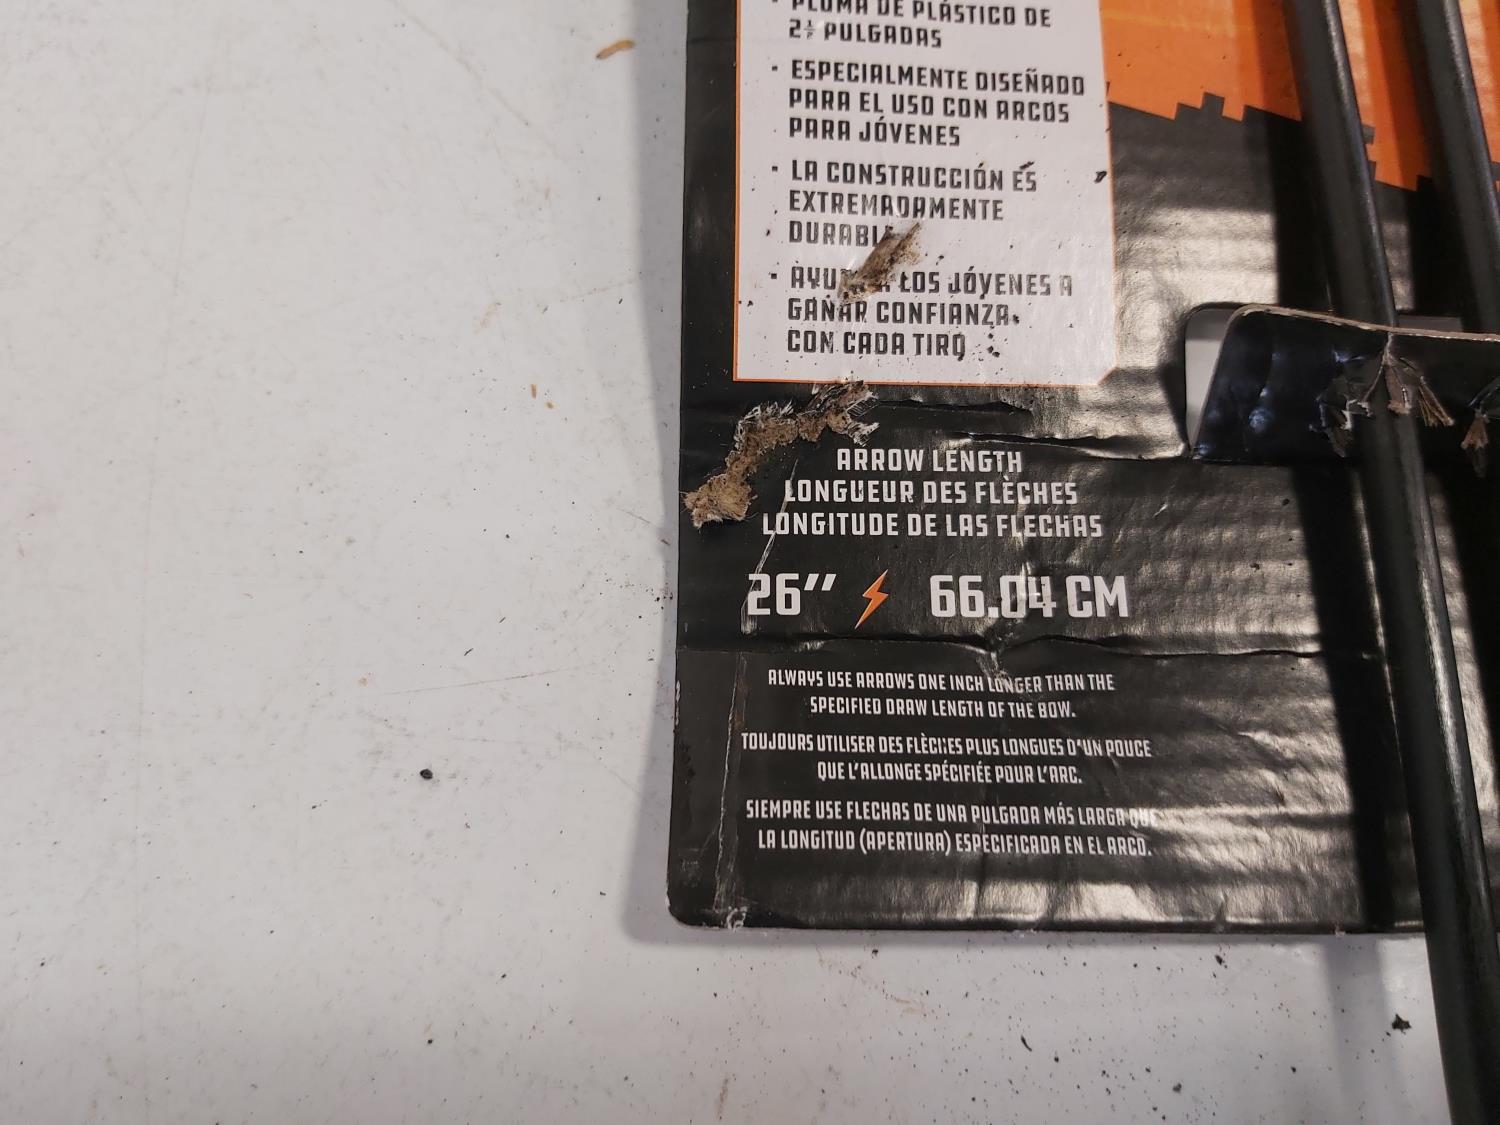 · PLUMA DE PLÁSTICO DE
2½ PULGADAS
· ESPECIALMENTE DISEÑADO
PARA EL USO CON ARCOS
PARA JÓVENES
· LA CONSTRUCCIÓN ES
EXTREMADAMENTE
· LOS JÓVENES A
GANAR CONFIANZA
CON CADA TIRO
ARROW LENGTH
LONGUEUR DES FLÈCHES
LONGITUDE DE LAS FLECHAS
26" 66.04 CM
ALWAYS USE ARROWS ONE INCH LONGER THAN THE
SPECIFIED DRAW LENGTH OF THE BOW.
TOUJOURS UTILISER DES FLÈCHES PLUS LONGUES D'UN POUCE
QUE L'ALLONGE SPÉCIFIÉE POUR L'ARC.
SIEMPRE USE FLECHAS DE UNA PULGADA MÁS LARGA QUE
LA LONGITUD (APERTURA) ESPECIFICADA EN EL ARCO.